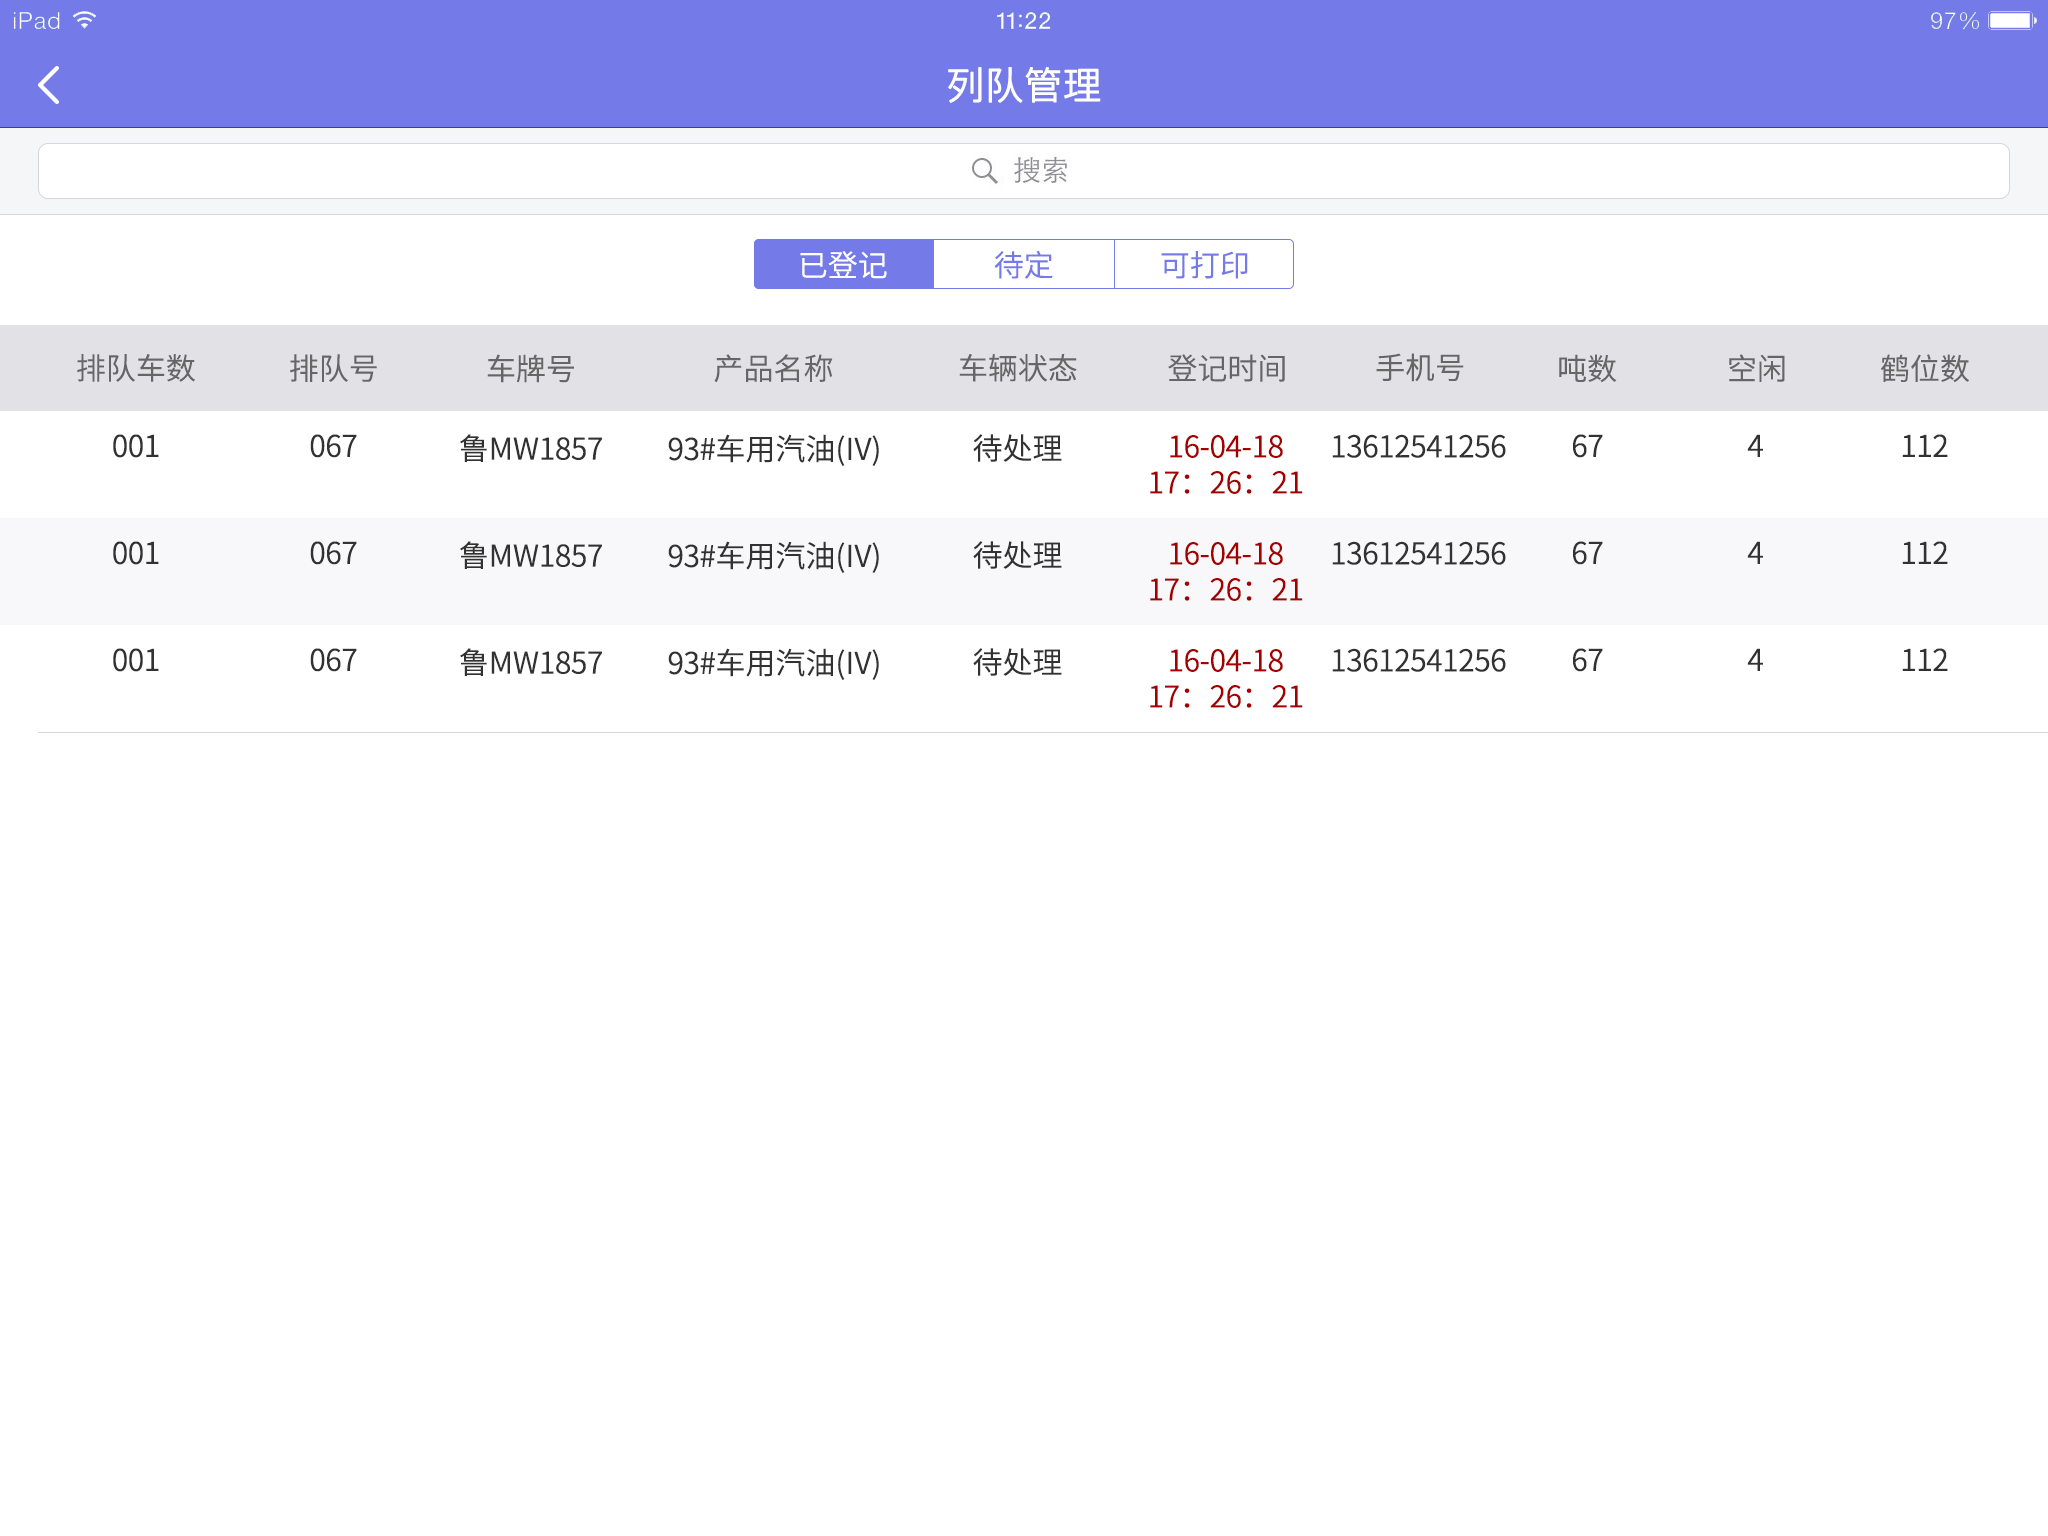 iPad 11:22 97%
列队管理
搜索
已登记 待定 可打印
排队车数 排队号 车牌号 产品名称 车辆状态 登记时间 手机号 吨数 空闲 鹤位数
001 067 鲁MW1857 93#车用汽油(IV) 待处理 16-04-18 13612541256 67 4 112
17：26：21
001 067 鲁MW1857 93#车用汽油(IV) 待处理 16-04-18 13612541256 67 4 112
17：26：21
001 067 鲁MW1857 93#车用汽油(IV) 待处理 16-04-18 13612541256 67 4 112
17：26：21